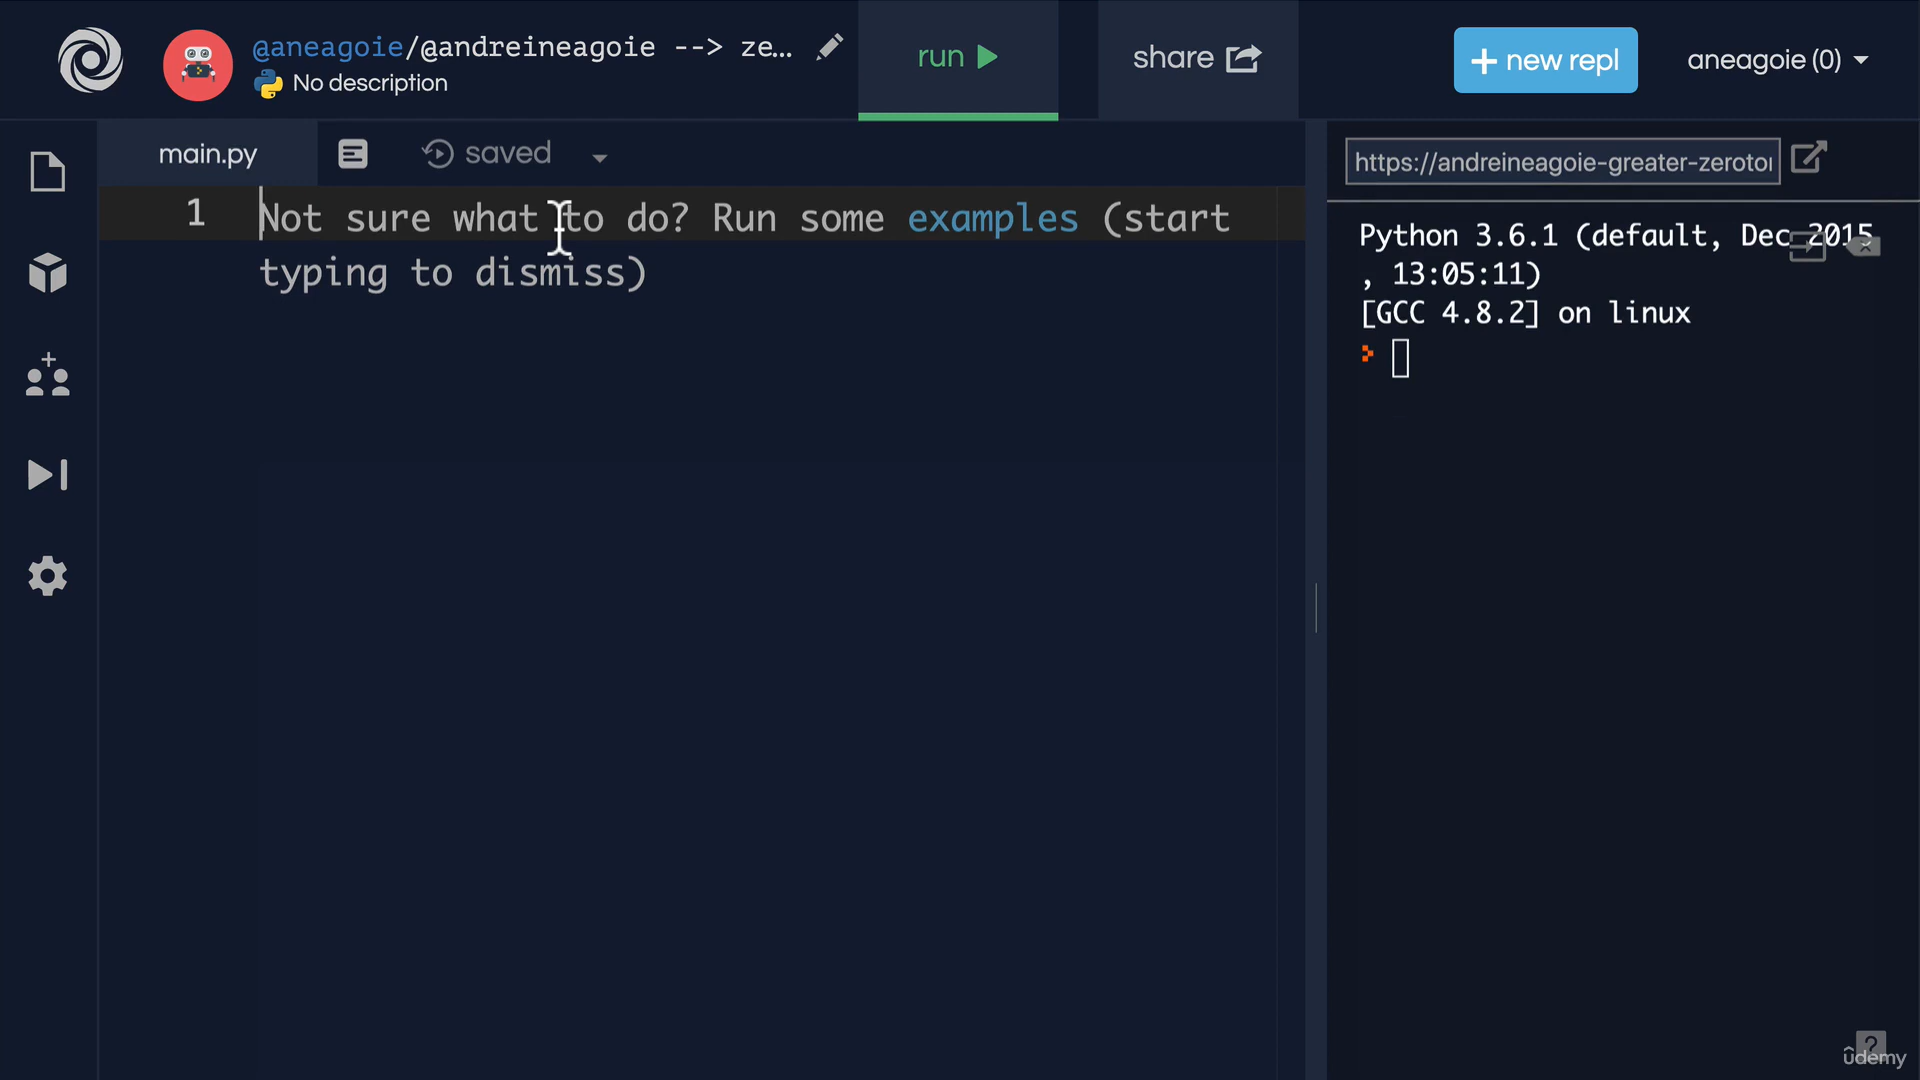 @aneagoie/@andreineagoie --> ze...
No description
run
share
+ new repl
aneagoie (0)
main.py
saved
https://andreineagoie-greater-zeroto
1
Not sure what to do? Run some examples (start
typing to dismiss)
Python 3.6.1 (default, Dec 2015
, 13:05:11)
[GCC 4.8.2] on linux
?
ûdemy